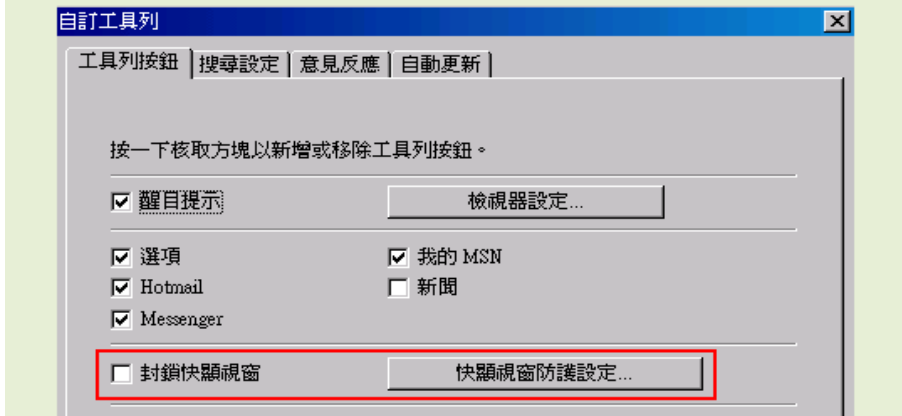 自訂工具列
工具列按鈕 搜尋設定 意見反應 自動更新
按一下核取方塊以新增或移除工具列按鈕。
醒目提示 檢視器設定...
選項 我的 MSN
Hotmail 新聞
Messenger
封鎖快顯視窗 快顯視窗防護設定...